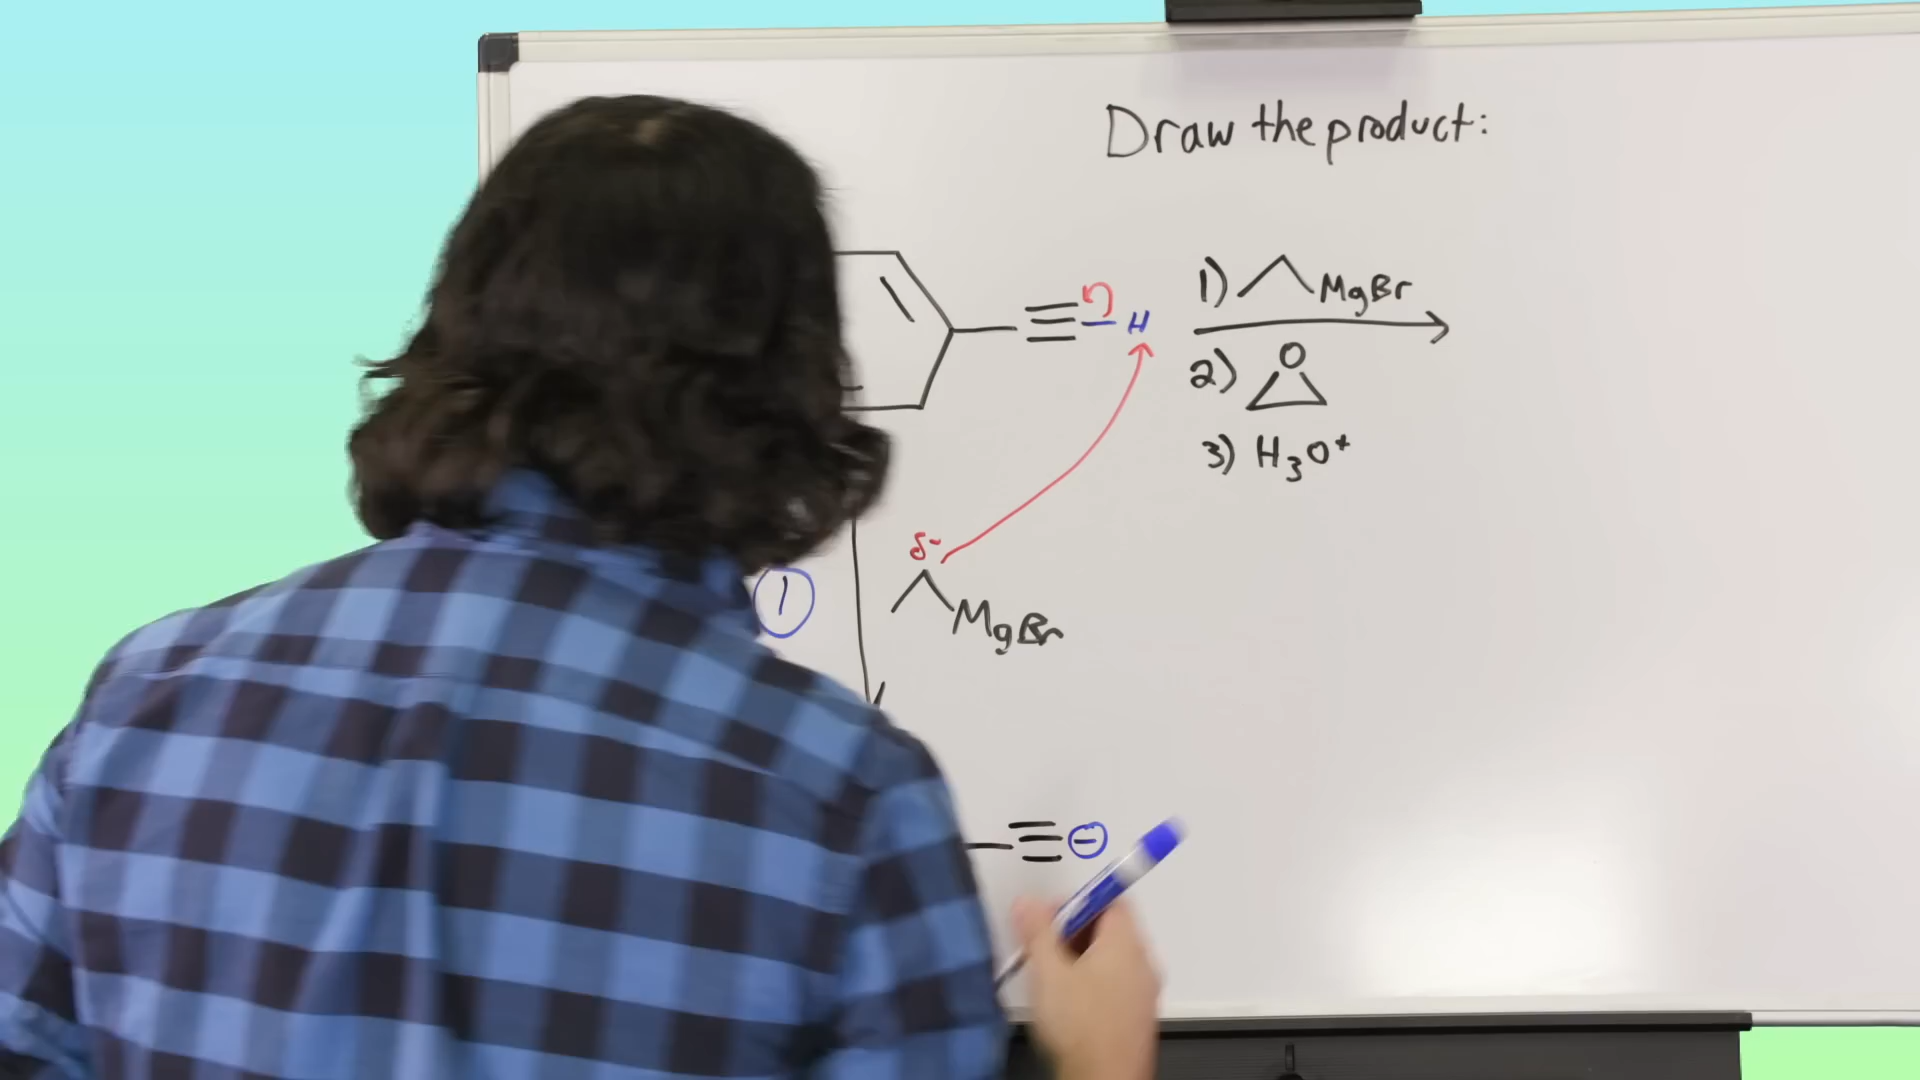 Draw the product:
1) MgBr
H
2) O
3) H3O+
δ-
1
MgBr
-